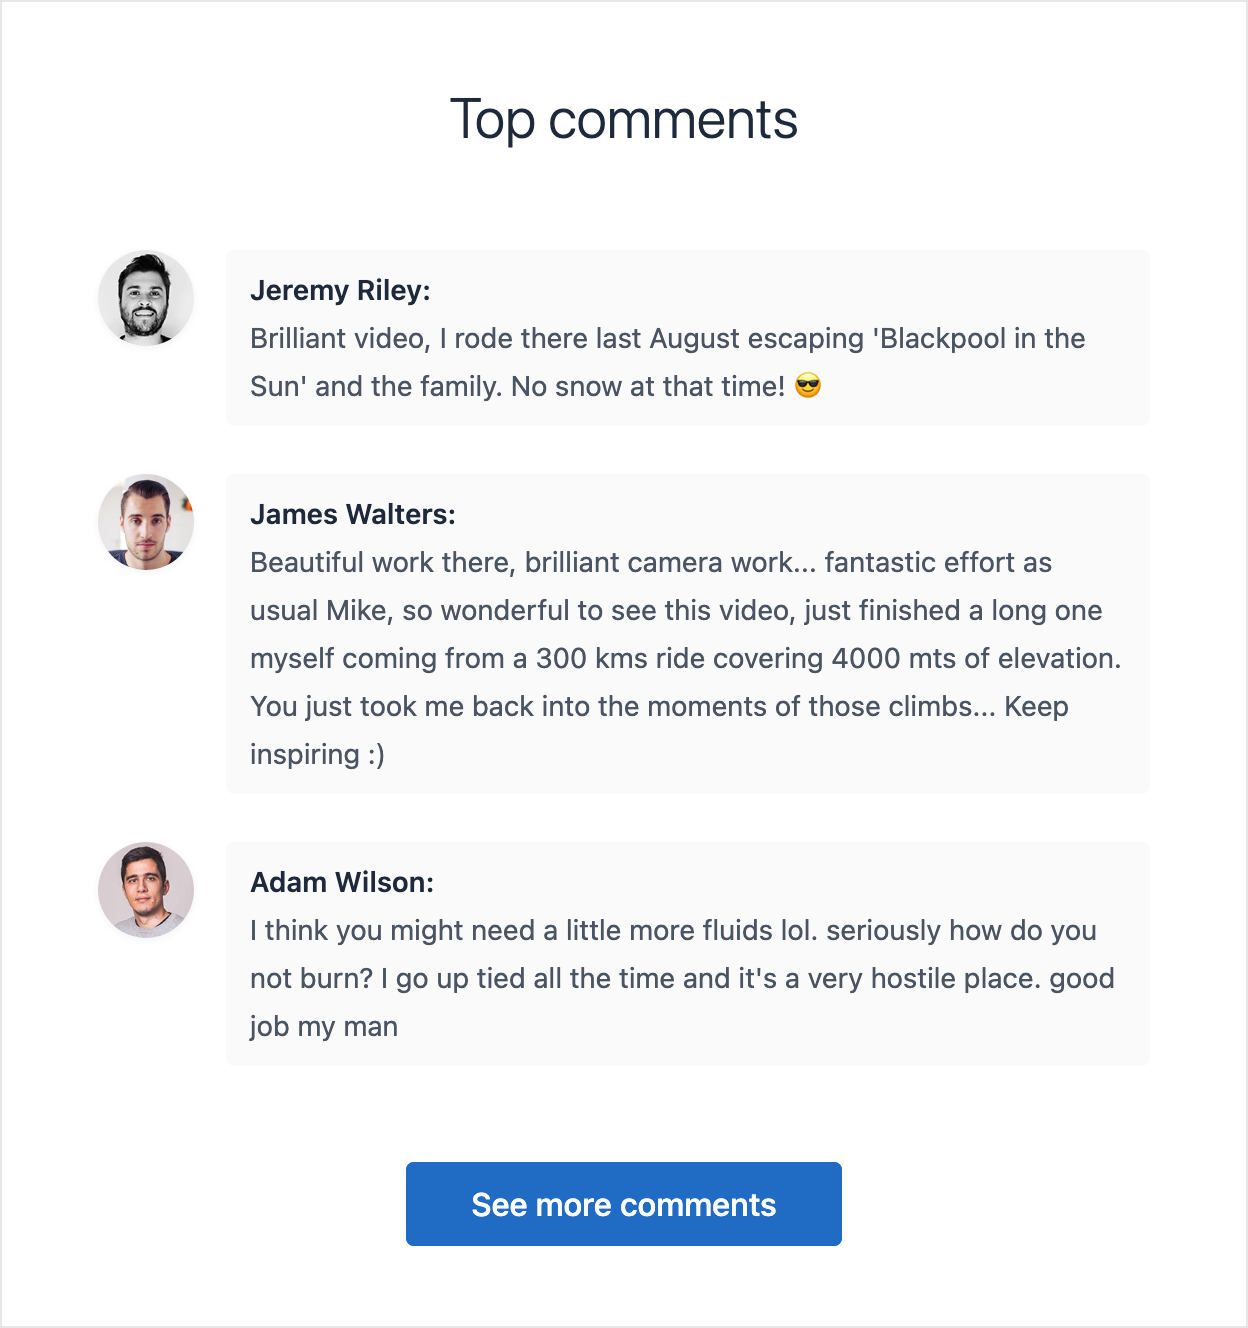 Top comments
Jeremy Riley:
Brilliant video, I rode there last August escaping 'Blackpool in the
Sun' and the family. No snow at that time! 😎
James Walters:
Beautiful work there, brilliant camera work... fantastic effort as
usual Mike, so wonderful to see this video, just finished a long one
myself coming from a 300 kms ride covering 4000 mts of elevation.
You just took me back into the moments of those climbs... Keep
inspiring :)
Adam Wilson:
I think you might need a little more fluids lol. seriously how do you
not burn? I go up tied all the time and it's a very hostile place. good
job my man
See more comments